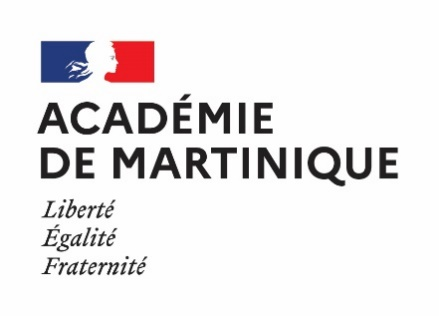 ACADÉMIE
DE MARTINIQUE
Liberté
Égalité
Fraternité